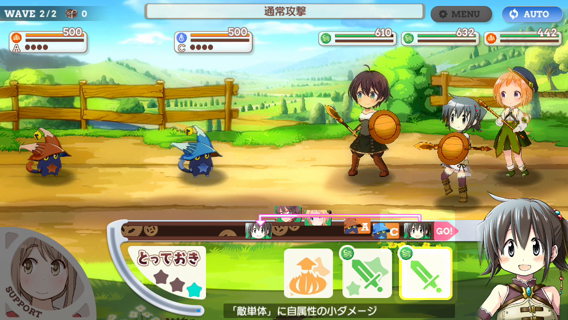 WAVE 2/2 0
通常攻撃
MENU
AUTO
500
A
500
C
610
632
442
A
C
GO!
とっておき
SUPPORT
「敵単体」に自属性の小ダメージ